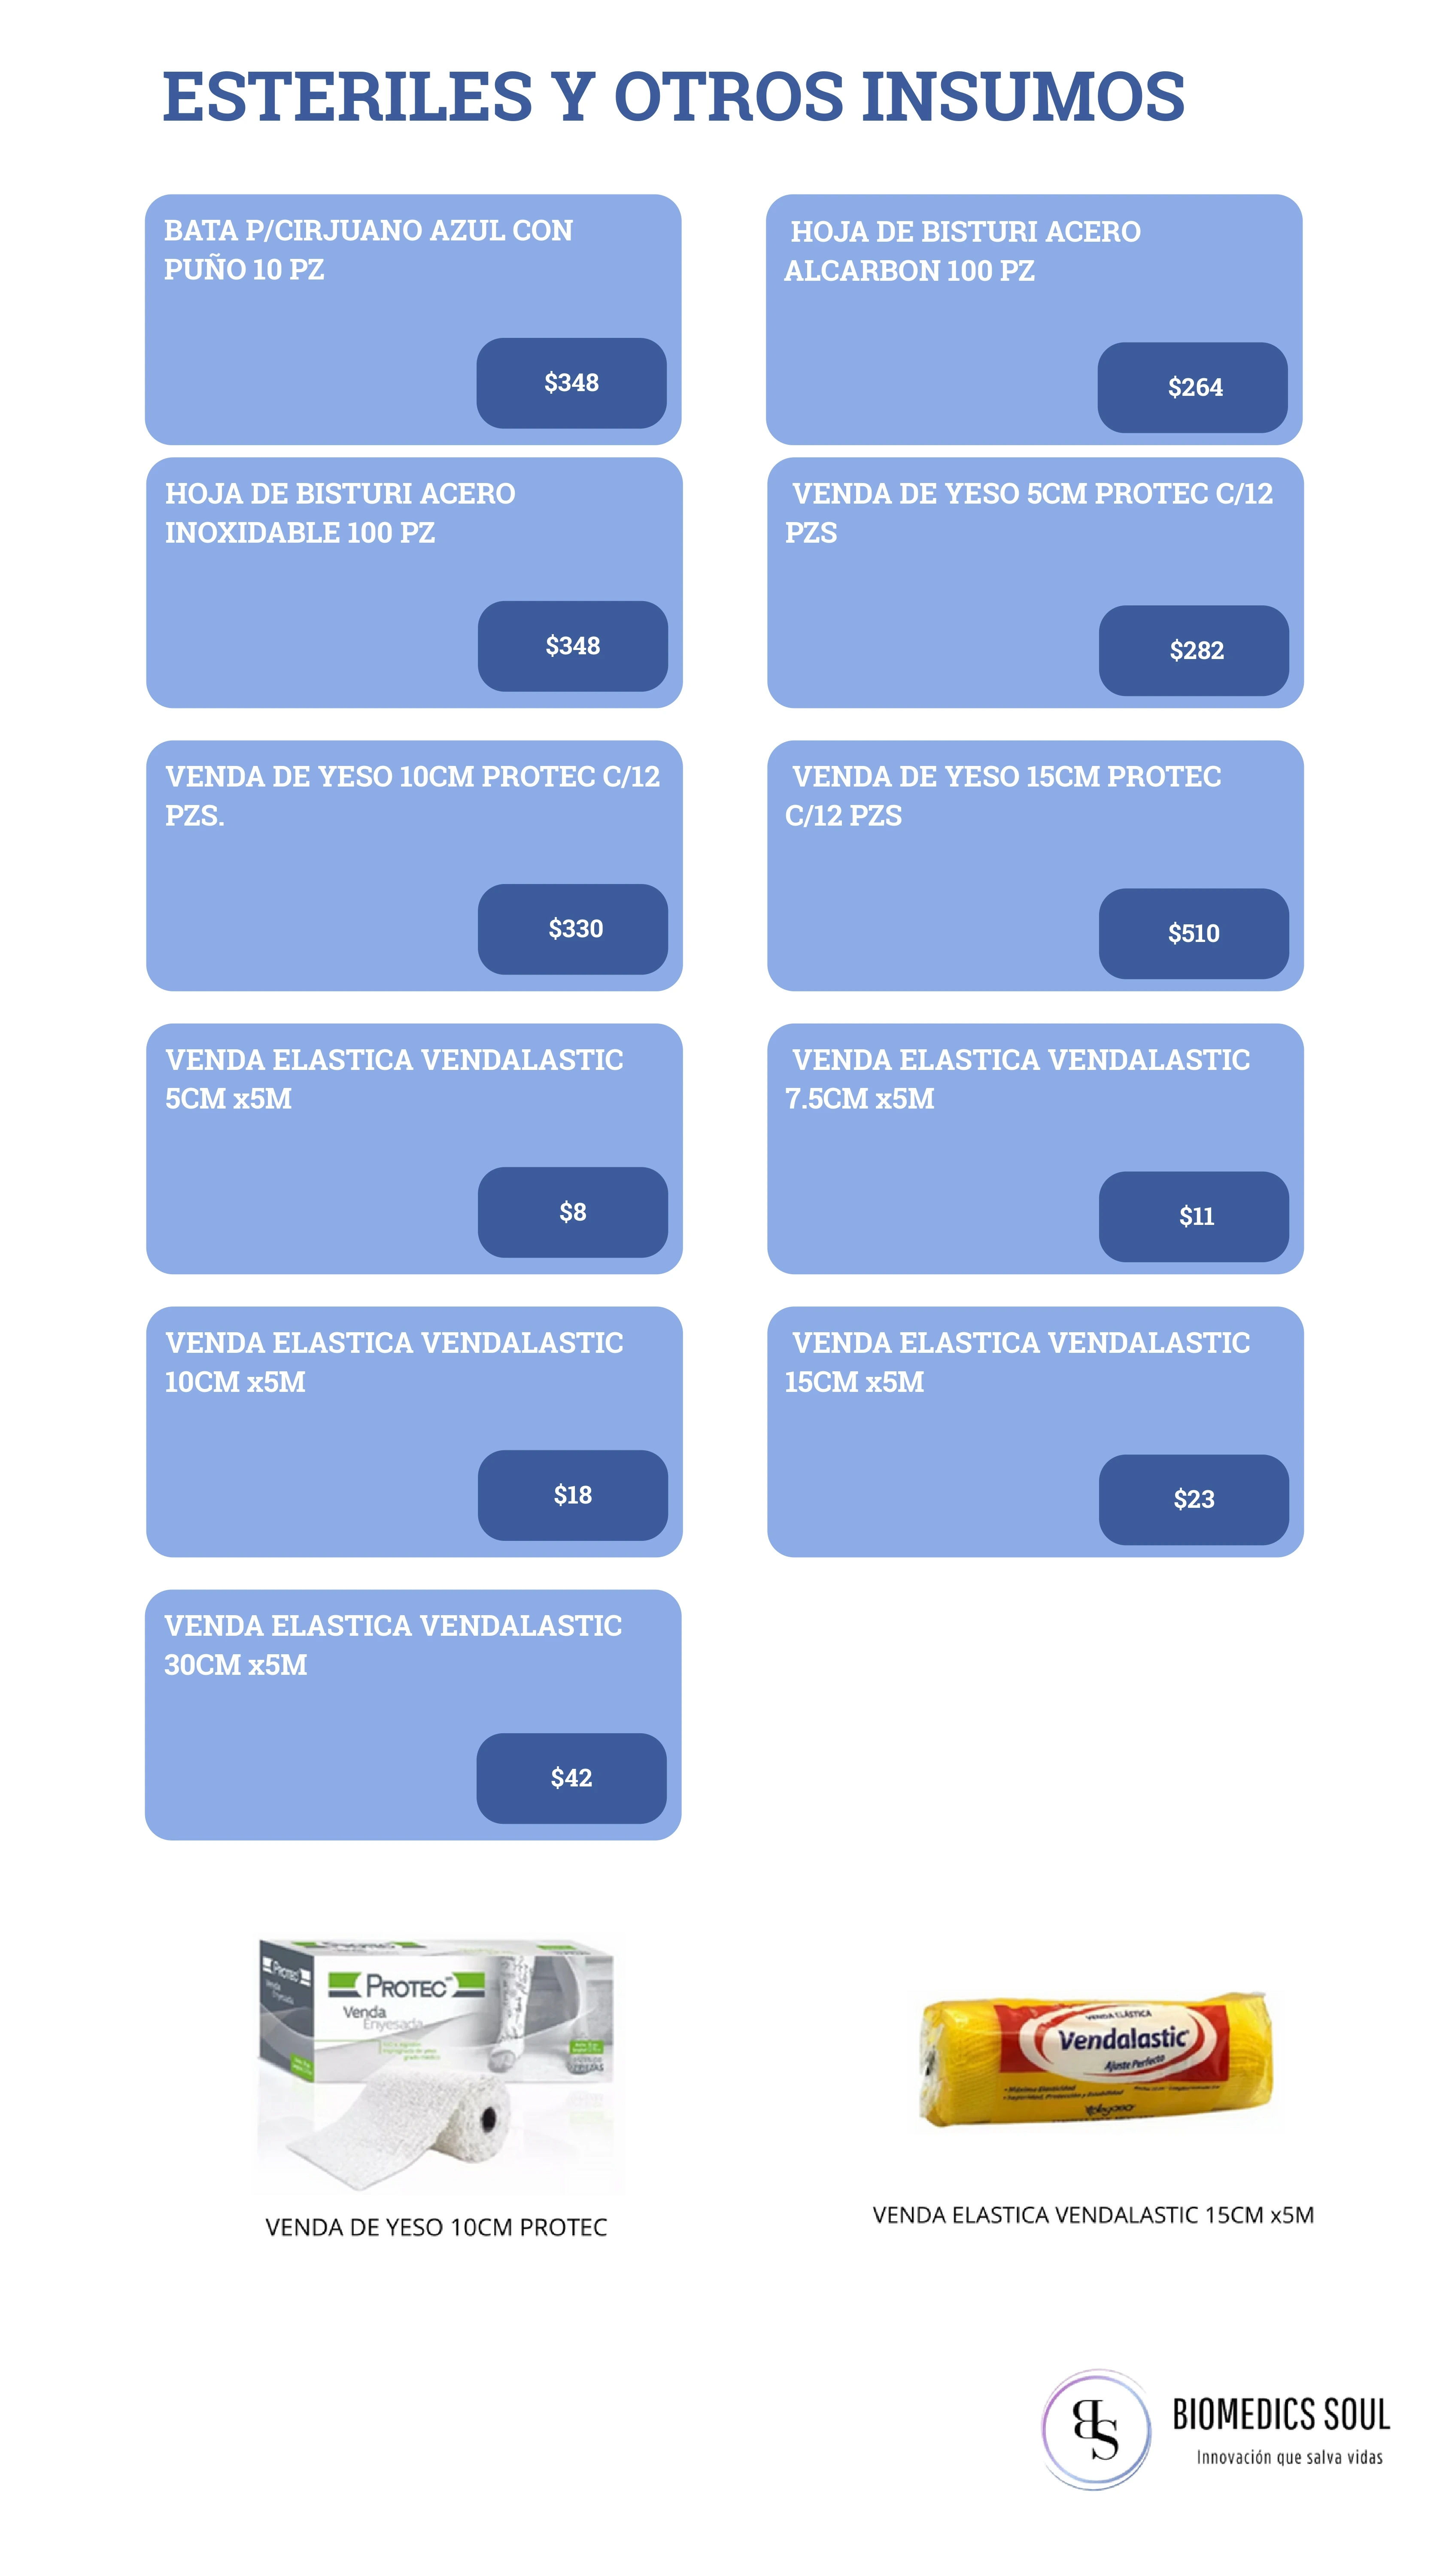 ESTERILES Y OTROS INSUMOS
BATA P/CIRJUANO AZUL CON
PUÑO 10 PZ
$348
HOJA DE BISTURI ACERO
ALCARBON 100 PZ
$264
HOJA DE BISTURI ACERO
INOXIDABLE 100 PZ
$348
VENDA DE YESO 5CM PROTEC C/12
PZS
$282
VENDA DE YESO 10CM PROTEC C/12
PZS.
$330
VENDA DE YESO 15CM PROTEC
C/12 PZS
$510
VENDA ELASTICA VENDALASTIC
5CM x5M
$8
VENDA ELASTICA VENDALASTIC
7.5CM x5M
$11
VENDA ELASTICA VENDALASTIC
10CM x5M
$18
VENDA ELASTICA VENDALASTIC
15CM x5M
$23
VENDA ELASTICA VENDALASTIC
30CM x5M
$42
PROTEC
PROTEC
Venda
Enyesada
VENDA DE YESO 10CM PROTEC
VENDA ELÁSTICA
Vendalastic
Ajuste Perfecto
VENDA ELASTICA VENDALASTIC 15CM x5M
BS
BIOMEDICS SOUL
Innovación que salva vidas